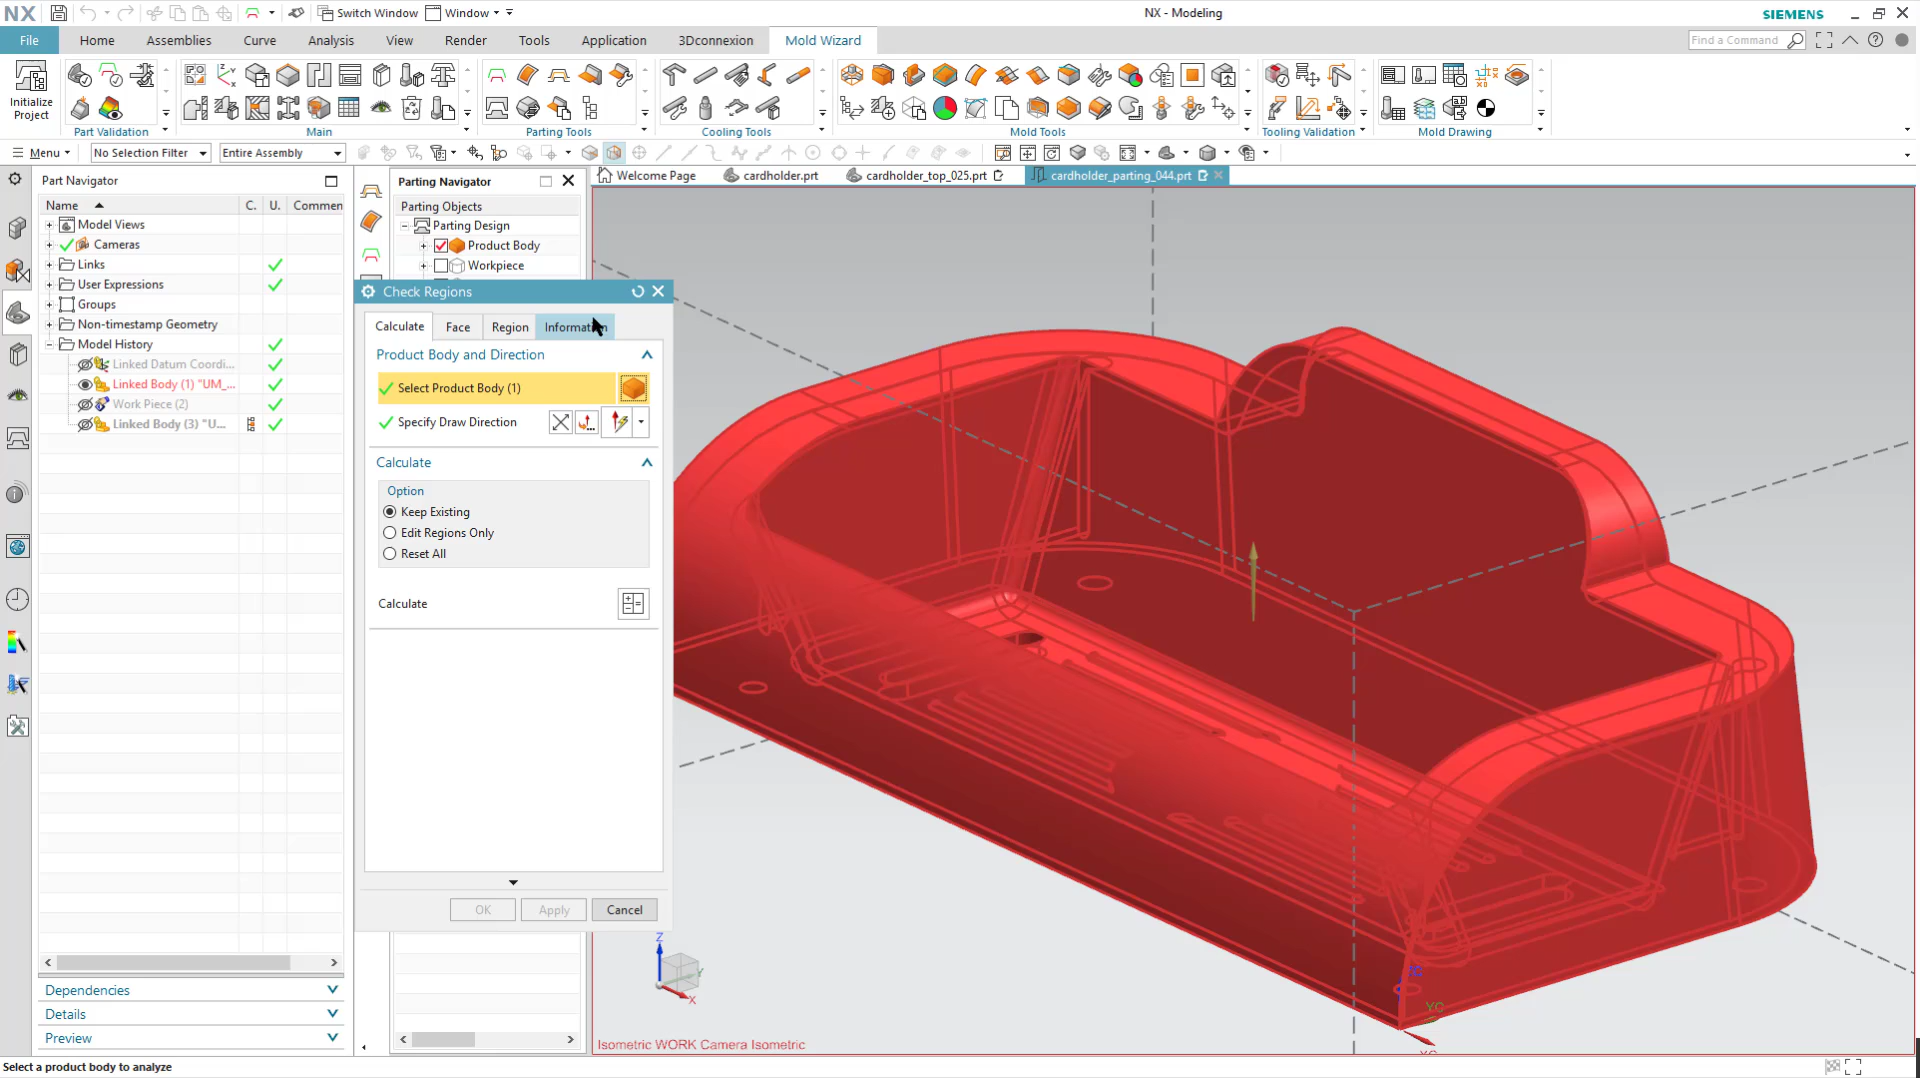 NX
Switch Window
Window
NX - Modeling
SIEMENS
File
Home
Assemblies
Curve
Analysis
View
Render
Tools
Application
3Dconnexion
Mold Wizard
Find a Command
Initialize
Project
Part Validation
Main
Parting Tools
Cooling Tools
Mold Tools
Tooling Validation
Mold Drawing
Menu
No Selection Filter
Entire Assembly
Part Navigator
Name
C.
U.
Commen
Model Views
Cameras
Links
User Expressions
Groups
Non-timestamp Geometry
Model History
Linked Datum Coordi...
Linked Body (1) "UM_...
Work Piece (2)
Linked Body (3) "U...
Dependencies
Details
Preview
Parting Navigator
Parting Objects
Parting Design
Product Body
Workpiece
Welcome Page
cardholder.prt
cardholder_top_025.prt
cardholder_parting_044.prt
Check Regions
Calculate
Face
Region
Information
Product Body and Direction
Select Product Body (1)
Specify Draw Direction
Calculate
Option
Keep Existing
Edit Regions Only
Reset All
Calculate
OK
Apply
Cancel
Z
Y
X
YC
XC
Isometric WORK Camera Isometric
Select a product body to analyze